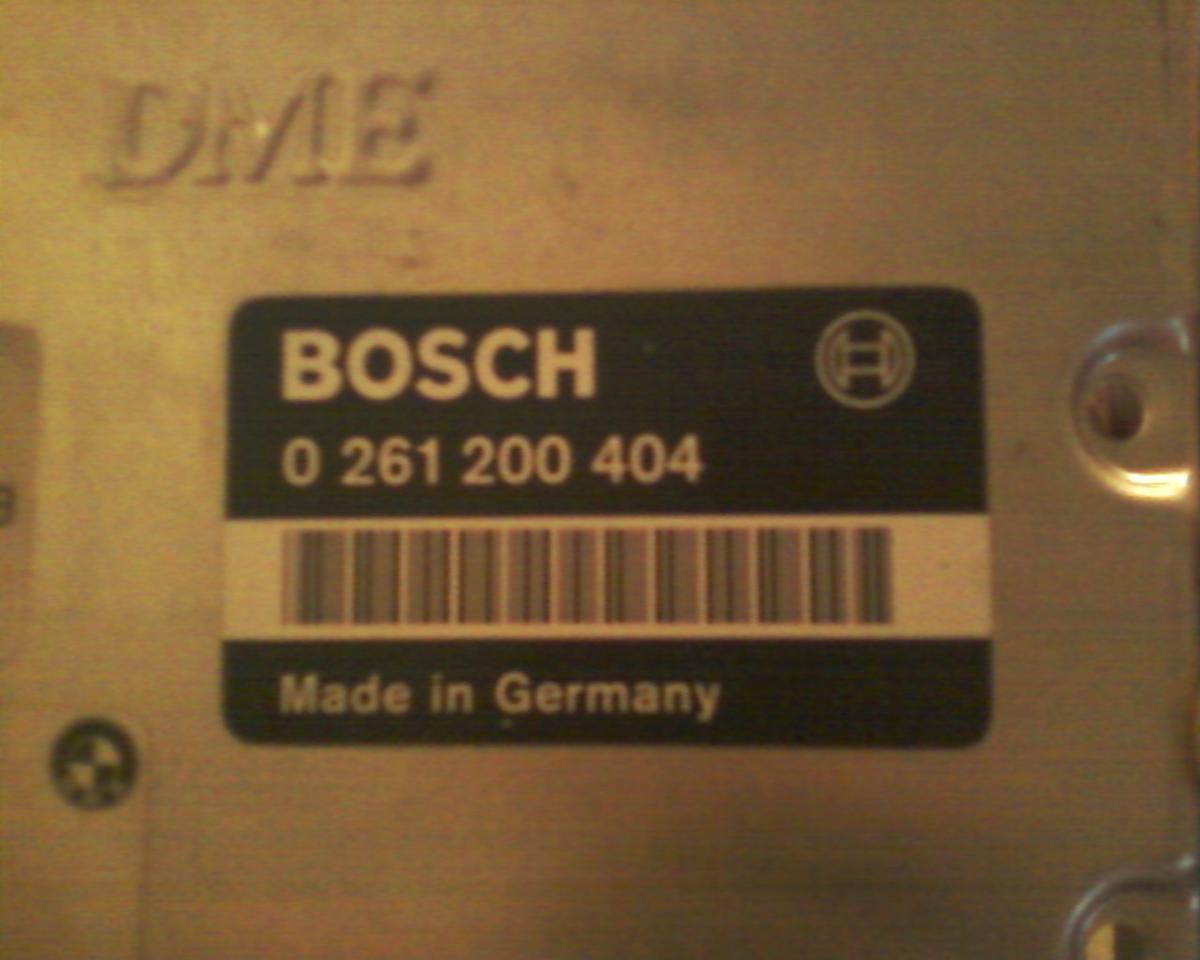 DME
BOSCH
0 261 200 404
Made in Germany